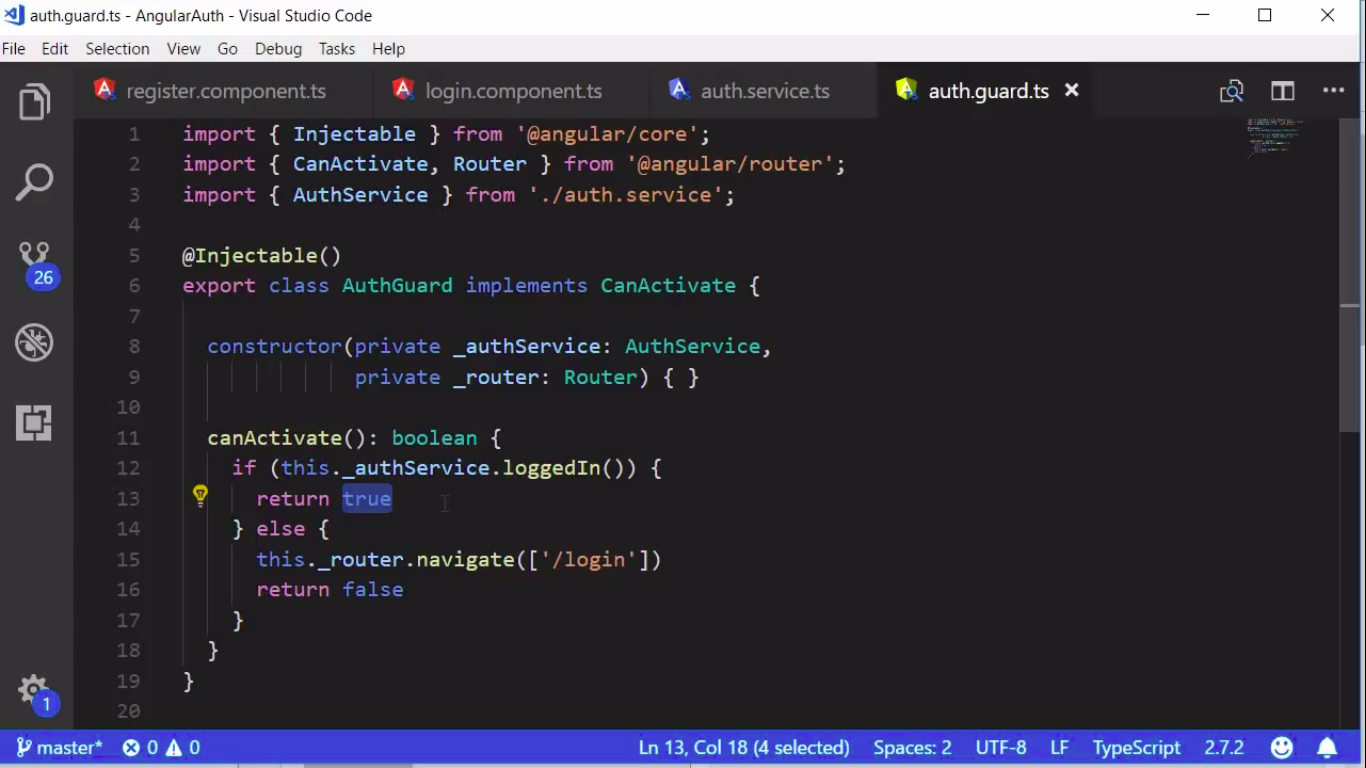 auth.guard.ts - AngularAuth - Visual Studio Code
File Edit Selection View Go Debug Tasks Help
register.component.ts login.component.ts auth.service.ts auth.guard.ts
1 import { Injectable } from '@angular/core';
2 import { CanActivate, Router } from '@angular/router';
3 import { AuthService } from './auth.service';
4
5 @Injectable()
6 export class AuthGuard implements CanActivate {
7
8 constructor(private _authService: AuthService,
9 private _router: Router) { }
10
11 canActivate(): boolean {
12 if (this._authService.loggedIn()) {
13 return true
14 } else {
15 this._router.navigate(['/login'])
16 return false
17 }
18 }
19 }
20
26
1
master* 0 0 Ln 13, Col 18 (4 selected) Spaces: 2 UTF-8 LF TypeScript 2.7.2